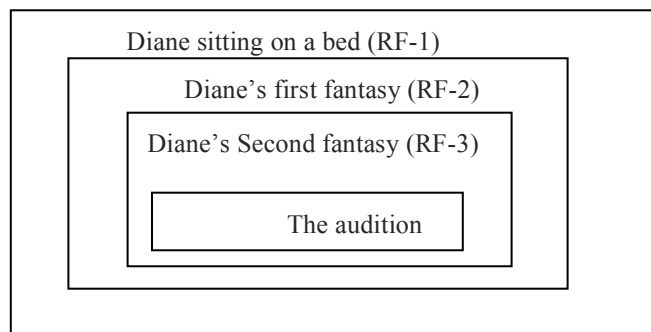 Diane sitting on a bed (RF-1)
Diane’s first fantasy (RF-2)
Diane’s Second fantasy (RF-3)
The audition